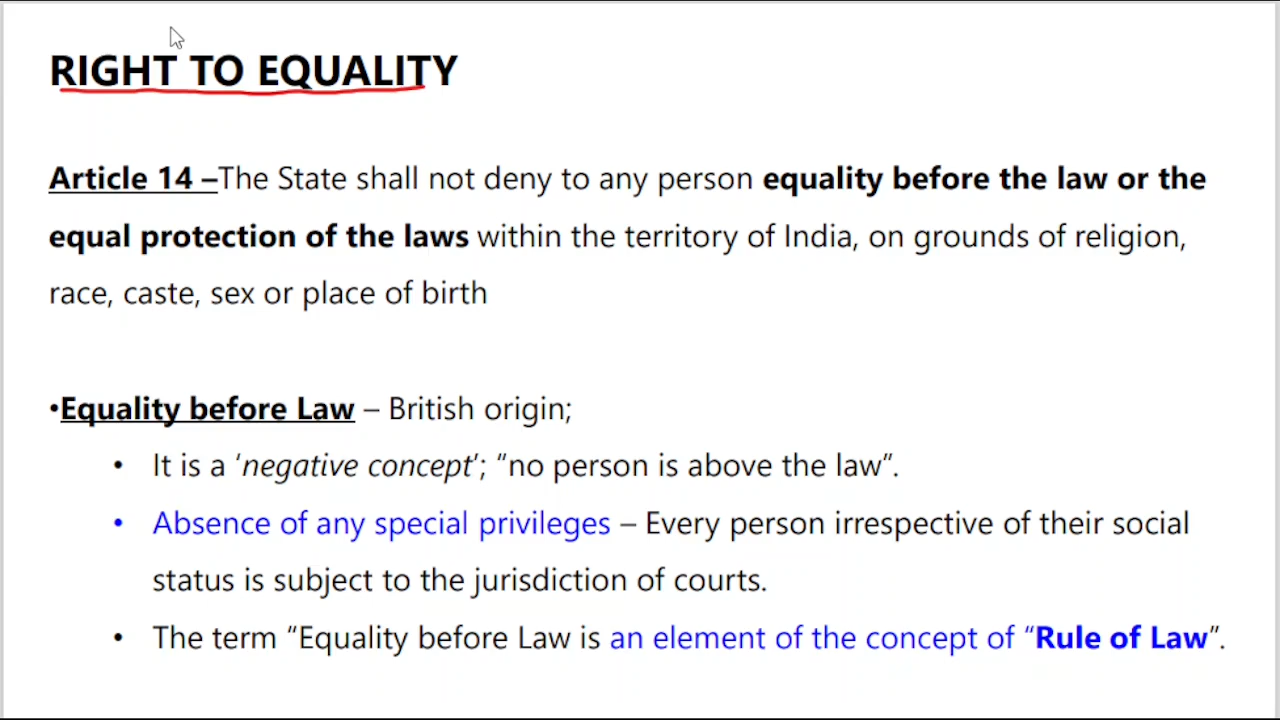 RIGHT TO EQUALITY
Article 14 –The State shall not deny to any person equality before the law or the
equal protection of the laws within the territory of India, on grounds of religion,
race, caste, sex or place of birth
•Equality before Law – British origin;
• It is a ‘negative concept’; “no person is above the law”.
• Absence of any special privileges – Every person irrespective of their social
status is subject to the jurisdiction of courts.
• The term “Equality before Law is an element of the concept of “Rule of Law”.